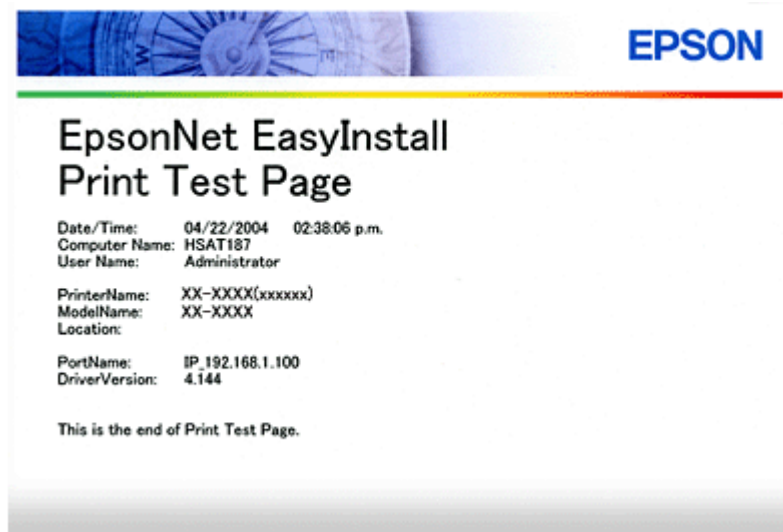 EPSON
EpsonNet EasyInstall
Print Test Page
Date/Time: 04/22/2004 02:38:06 p.m.
Computer Name: HSAT187
User Name: Administrator
PrinterName: XX-XXXX(xxxxxx)
ModelName: XX-XXXX
Location:
PortName: IP_192.168.1.100
DriverVersion: 4.144
This is the end of Print Test Page.